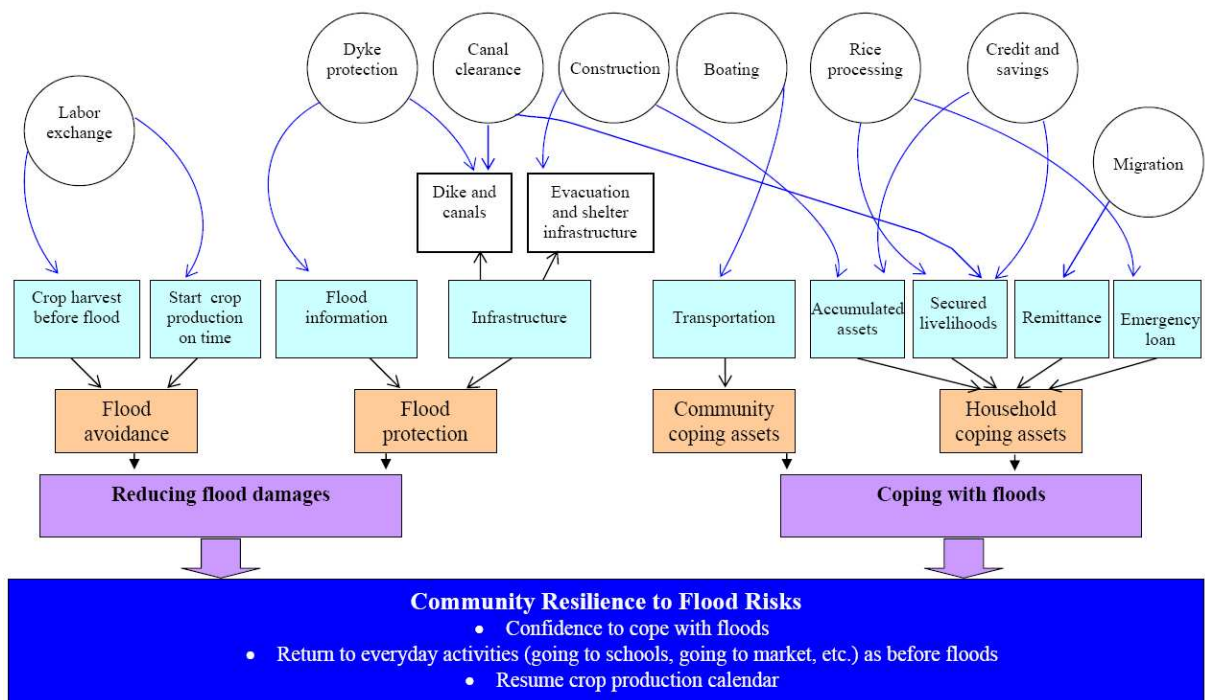 Labor
exchange
Dyke
protection
Canal
clearance
Construction
Boating
Rice
processing
Credit and
savings
Migration
Dike and
canals
Evacuation
and shelter
infrastructure
Crop harvest
before flood
Start crop
production
on time
Flood
information
Infrastructure
Transportation
Accumulated
assets
Secured
livelihoods
Remittance
Emergency
loan
Flood
avoidance
Flood
protection
Community
coping assets
Household
coping assets
Reducing flood damages
Coping with floods
Community Resilience to Flood Risks
• Confidence to cope with floods
• Return to everyday activities (going to schools, going to market, etc.) as before floods
• Resume crop production calendar